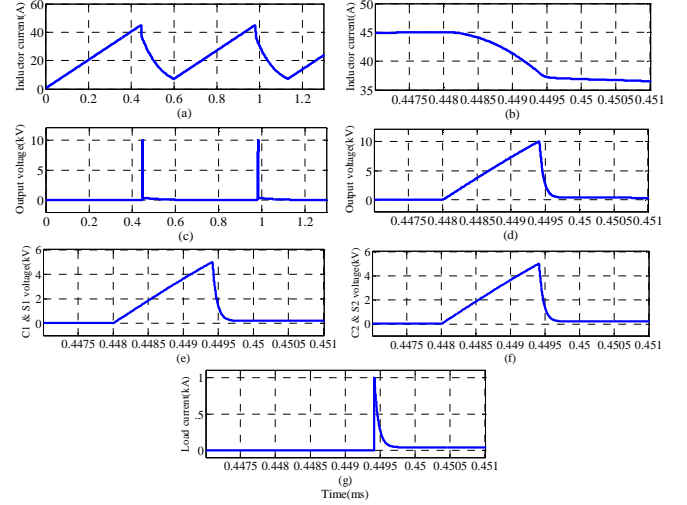 Inductor current(A)
60
40
20
0
0 0.2 0.4 0.6 0.8 1 1.2
(a)
Inductor current(A)
50
45
40
35
0.4475 0.448 0.4485 0.449 0.4495 0.45 0.4505 0.451
(b)
Output voltage(kV)
10
5
0
0 0.2 0.4 0.6 0.8 1 1.2
(c)
Output voltage(kV)
10
5
0
0.4475 0.448 0.4485 0.449 0.4495 0.45 0.4505 0.451
(d)
C1 & S1 voltage(kV)
6
4
2
0
0.4475 0.448 0.4485 0.449 0.4495 0.45 0.4505 0.451
(e)
C2 & S2 voltage(kV)
6
4
2
0
0.4475 0.448 0.4485 0.449 0.4495 0.45 0.4505 0.451
(f)
Load current(kA)
1
.5
0
0.4475 0.448 0.4485 0.449 0.4495 0.45 0.4505 0.451
(g)
Time(ms)